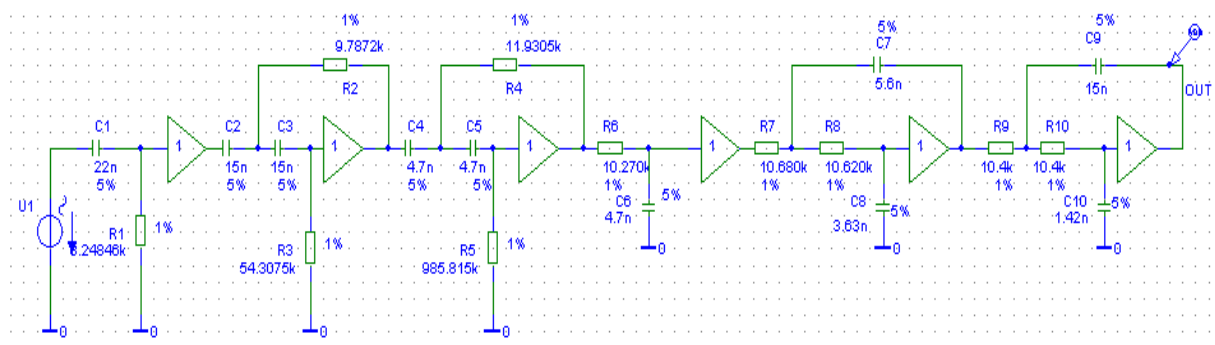 1% 1% 5% 5%
9.7872k 11.9305k C7 C9
R2 R4 5.6n 15n OUT
C1 C2 C3 C4 C5 R6 R7 R8 R9 R10
1 1 1 1 1 1
22n 15n 15n 4.7n 4.7n 10.270k 10.680k 10.620k 10.4k 10.4k
5% 5% 5% 5% 5% 1% 1% 1% 1% 1%
U1 R1 1% C6 5% C8 5% C10 5%
4.7n 3.63n 1.42n
R3 1% R5 1% 0 0 0
54.3075k 985.815k
0 0 0 0